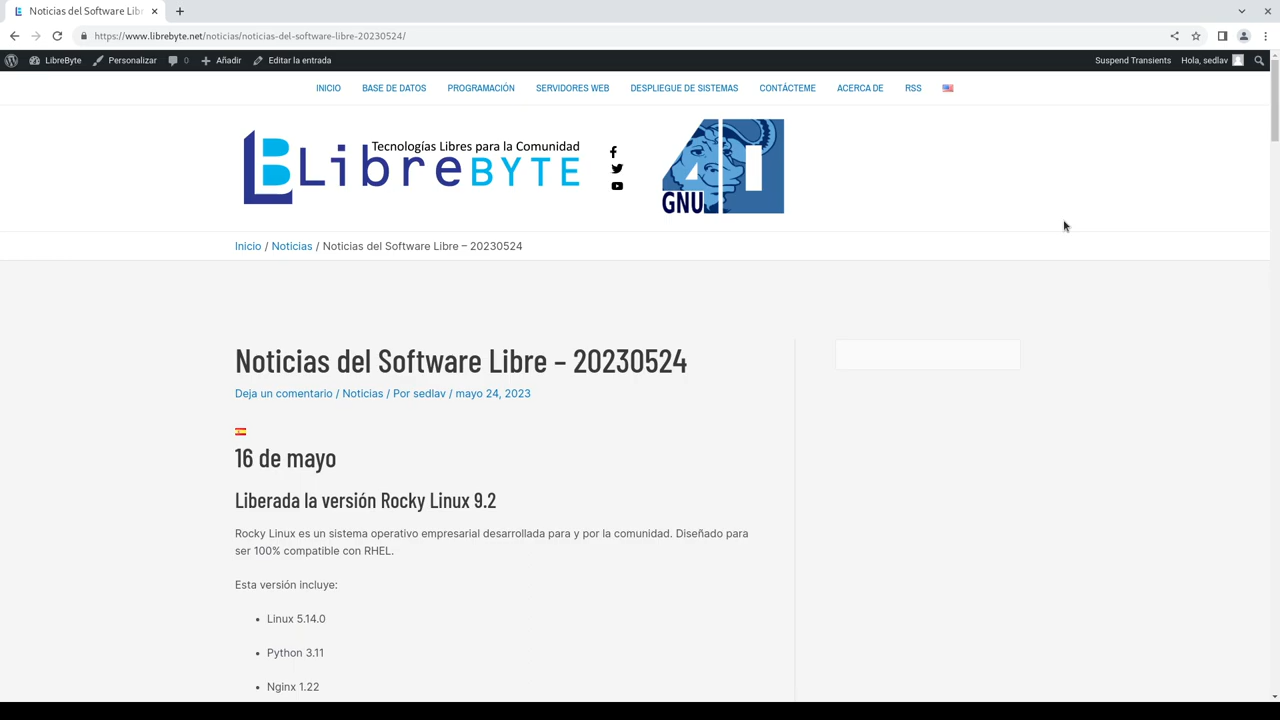 Noticias del Software Libr
https://www.librebyte.net/noticias/noticias-del-software-libre-20230524/
LibreByte Personalizar 0 Añadir Editar la entrada Suspend Transients Hola, sedlav
INICIO BASE DE DATOS PROGRAMACIÓN SERVIDORES WEB DESPLIEGUE DE SISTEMAS CONTÁCTEME ACERCA DE RSS
Tecnologías Libres para la Comunidad
LibreBYTE
40
GNU
Inicio / Noticias / Noticias del Software Libre – 20230524
Noticias del Software Libre – 20230524
Deja un comentario / Noticias / Por sedlav / mayo 24, 2023
16 de mayo
Liberada la versión Rocky Linux 9.2
Rocky Linux es un sistema operativo empresarial desarrollada para y por la comunidad. Diseñado para
ser 100% compatible con RHEL.
Esta versión incluye:
• Linux 5.14.0
• Python 3.11
• Nginx 1.22